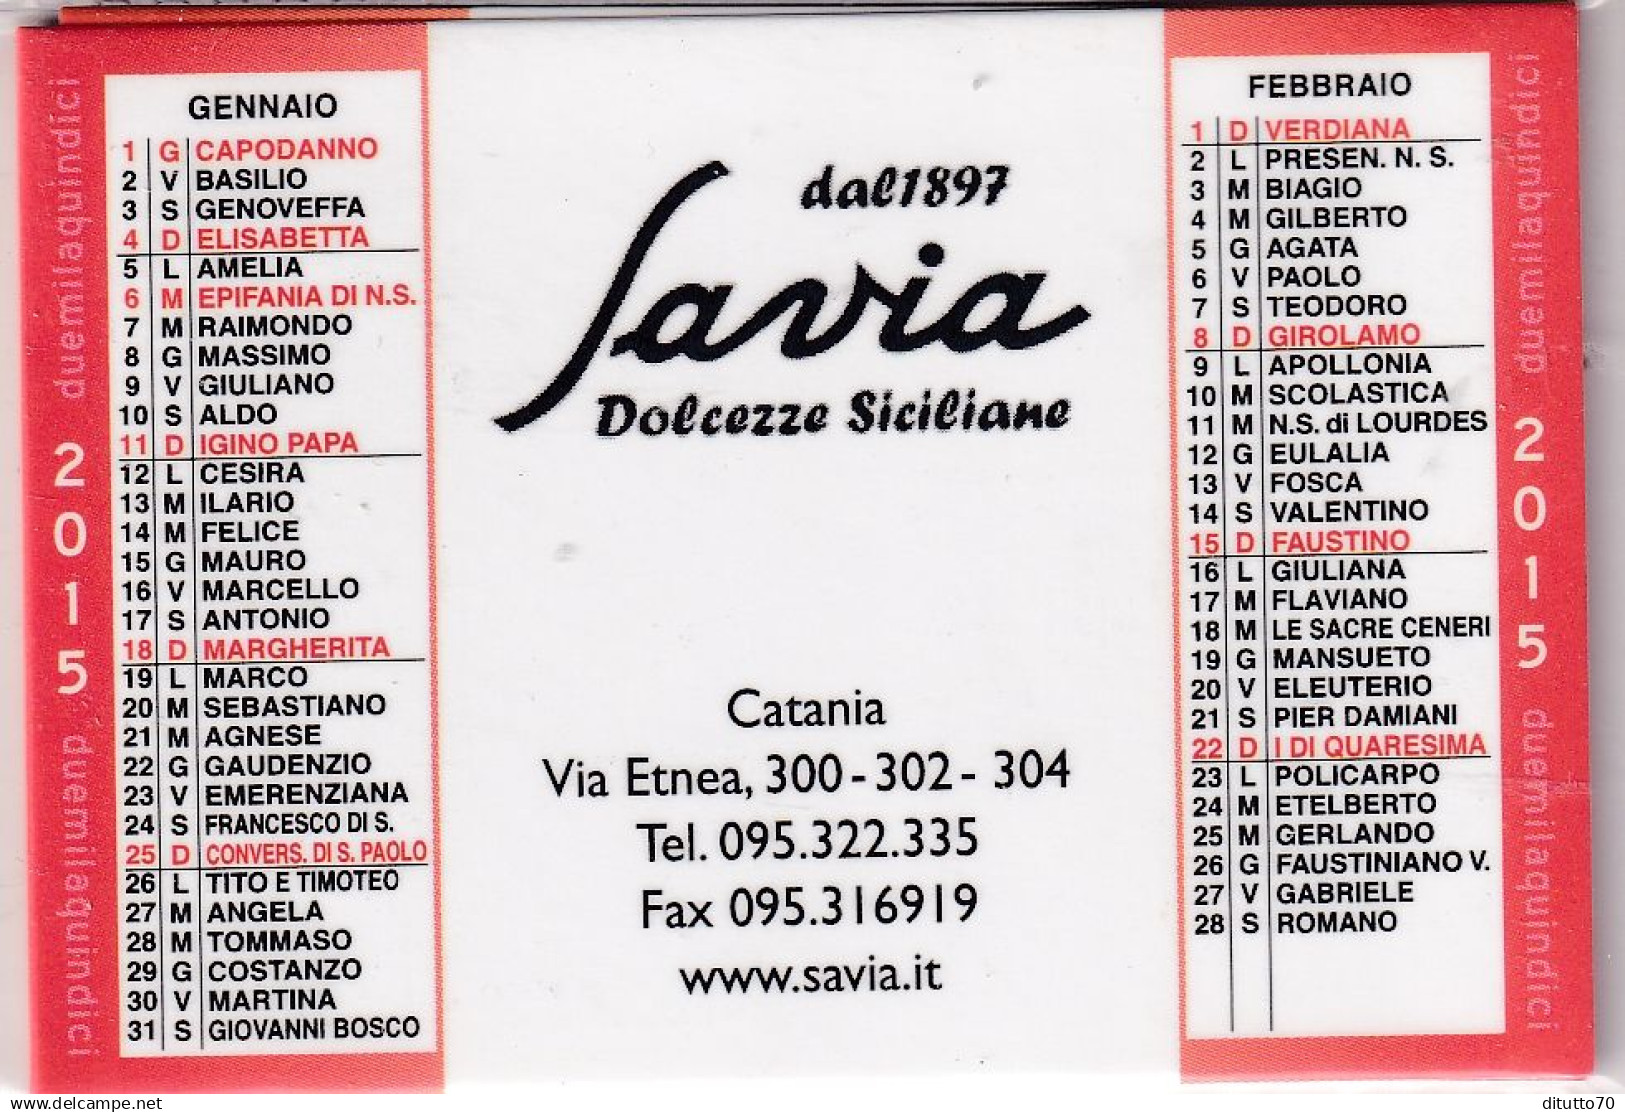 duemilaquindici 2015 duemilaquindici
GENNAIO
1 G CAPODANNO
2 V BASILIO
3 S GENOVEFFA
4 D ELISABETTA
5 L AMELIA
6 M EPIFANIA DI N.S.
7 M RAIMONDO
8 G MASSIMO
9 V GIULIANO
10 S ALDO
11 D IGINO PAPA
12 L CESIRA
13 M ILARIO
14 M FELICE
15 G MAURO
16 V MARCELLO
17 S ANTONIO
18 D MARGHERITA
19 L MARCO
20 M SEBASTIANO
21 M AGNESE
22 G GAUDENZIO
23 V EMERENZIANA
24 S FRANCESCO DI S.
25 D CONVERS. DI S. PAOLO
26 L TITO E TIMOTEO
27 M ANGELA
28 M TOMMASO
29 G COSTANZO
30 V MARTINA
31 S GIOVANNI BOSCO
dal 1897
Savia
Dolcezze Siciliane
Catania
Via Etnea, 300 - 302 - 304
Tel. 095.322.335
Fax 095.316919
www.savia.it
FEBBRAIO
1 D VERDIANA
2 L PRESEN. N. S.
3 M BIAGIO
4 M GILBERTO
5 G AGATA
6 V PAOLO
7 S TEODORO
8 D GIROLAMO
9 L APOLLONIA
10 M SCOLASTICA
11 M N.S. di LOURDES
12 G EULALIA
13 V FOSCA
14 S VALENTINO
15 D FAUSTINO
16 L GIULIANA
17 M FLAVIANO
18 M LE SACRE CENERI
19 G MANSUETO
20 V ELEUTERIO
21 S PIER DAMIANI
22 D I DI QUARESIMA
23 L POLICARPO
24 M ETELBERTO
25 M GERLANDO
26 G FAUSTINIANO V.
27 V GABRIELE
28 S ROMANO
duemilaquindici 2015 duemilaquindici
delcampe.net
ditutto70